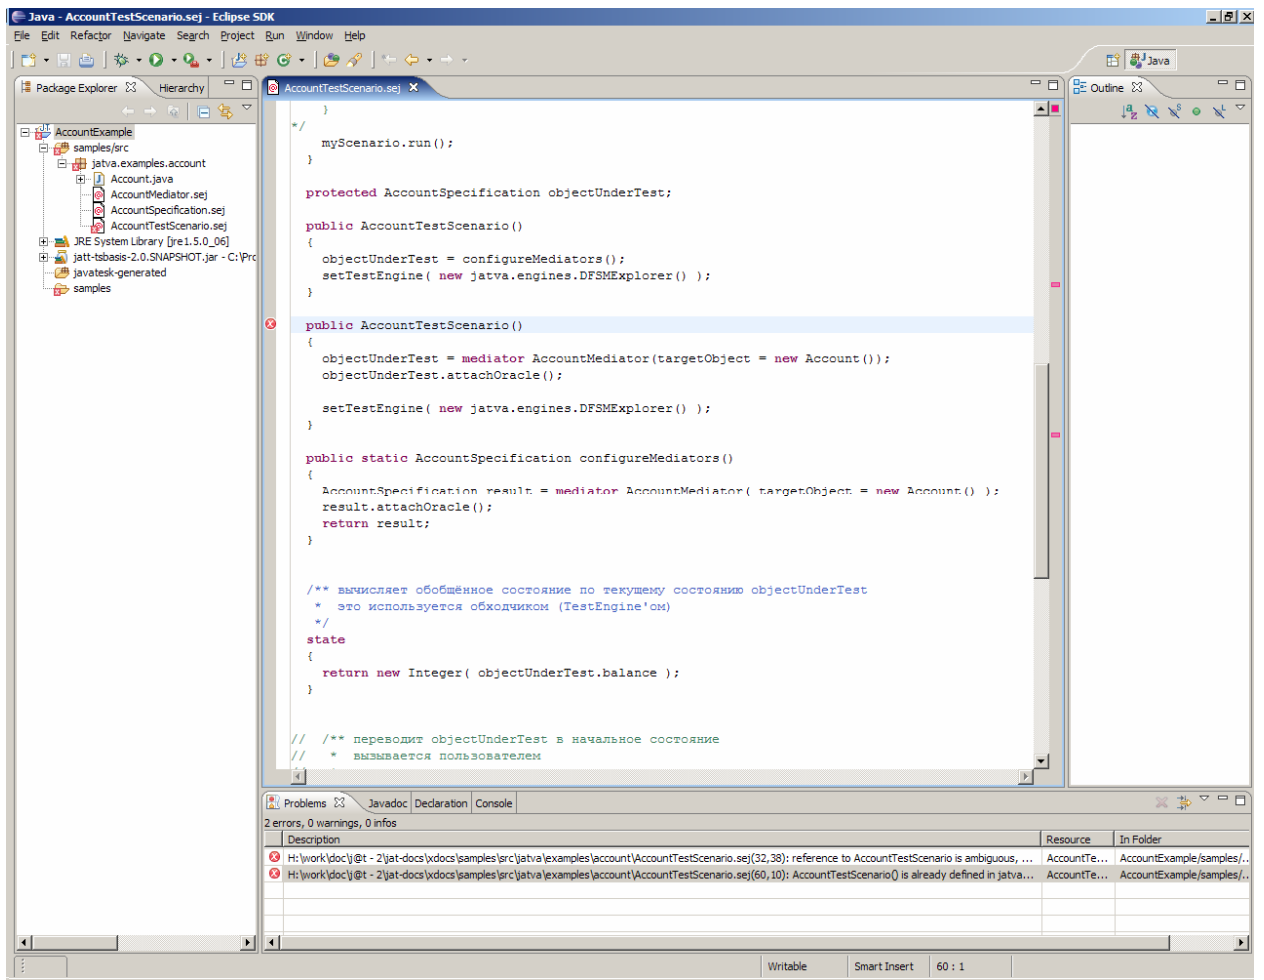 Java - AccountTestScenario.sej - Eclipse SDK
File Edit Refactor Navigate Search Project Run Window Help
Java
Package Explorer Hierarchy
AccountTestScenario.sej
Outline
AccountExample
samples/src
jatva.examples.account
Account.java
AccountMediator.sej
AccountSpecification.sej
AccountTestScenario.sej
JRE System Library [jre1.5.0_06]
jatt-tsbasis-2.0.SNAPSHOT.jar - C:\Prc
javatesk-generated
samples
}
*/
myScenario.run();
}
protected AccountSpecification objectUnderTest;
public AccountTestScenario()
{
objectUnderTest = configureMediators();
setTestEngine( new jatva.engines.DFSMExplorer() );
}
public AccountTestScenario()
{
objectUnderTest = mediator AccountMediator(targetObject = new Account());
objectUnderTest.attachOracle();
setTestEngine( new jatva.engines.DFSMExplorer() );
}
public static AccountSpecification configureMediators()
{
AccountSpecification result = mediator AccountMediator( targetObject = new Account() );
result.attachOracle();
return result;
}
/** вычисляет обобщённое состояние по текущему состоянию objectUnderTest
* это используется обходчиком (TestEngine'ом)
*/
state
{
return new Integer( objectUnderTest.balance );
}
// /** переводит objectUnderTest в начальное состояние
// * вызывается пользователем
Problems Javadoc Declaration Console
2 errors, 0 warnings, 0 infos
Description Resource In Folder
H:\work\doc\j@t - 2\jat-docs\xdocs\samples\src\jatva\examples\account\AccountTestScenario.sej(32,38): reference to AccountTestScenario is ambiguous, ... AccountTe... AccountExample/samples/...
H:\work\doc\j@t - 2\jat-docs\xdocs\samples\src\jatva\examples\account\AccountTestScenario.sej(60,10): AccountTestScenario() is already defined in jatva... AccountTe... AccountExample/samples/...
Writable Smart Insert 60 : 1